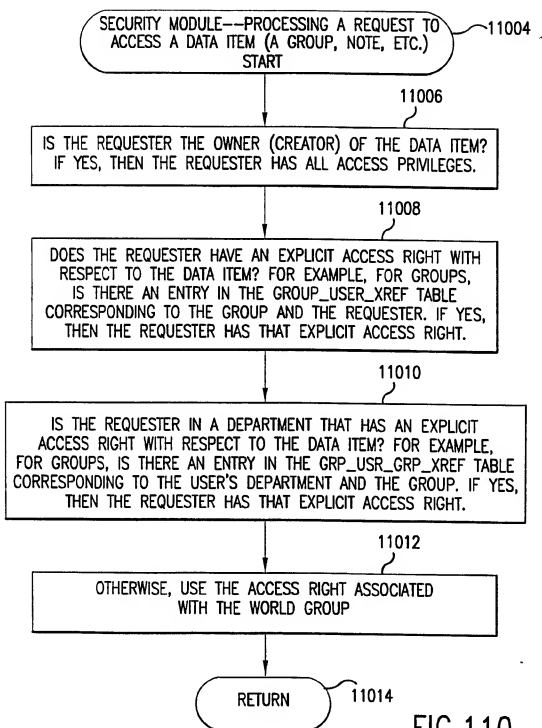 SECURITY MODULE--PROCESSING A REQUEST TO
ACCESS A DATA ITEM (A GROUP, NOTE, ETC.)
START
11004
11006
IS THE REQUESTER THE OWNER (CREATOR) OF THE DATA ITEM?
IF YES, THEN THE REQUESTER HAS ALL ACCESS PRIVILEGES.
11008
DOES THE REQUESTER HAVE AN EXPLICIT ACCESS RIGHT WITH
RESPECT TO THE DATA ITEM? FOR EXAMPLE, FOR GROUPS,
IS THERE AN ENTRY IN THE GROUP_USER_XREF TABLE
CORRESPONDING TO THE GROUP AND THE REQUESTER. IF YES,
THEN THE REQUESTER HAS THAT EXPLICIT ACCESS RIGHT.
11010
IS THE REQUESTER IN A DEPARTMENT THAT HAS AN EXPLICIT
ACCESS RIGHT WITH RESPECT TO THE DATA ITEM? FOR EXAMPLE,
FOR GROUPS, IS THERE AN ENTRY IN THE GRP_USR_GRP_XREF TABLE
CORRESPONDING TO THE USER'S DEPARTMENT AND THE GROUP. IF YES,
THEN THE REQUESTER HAS THAT EXPLICIT ACCESS RIGHT.
11012
OTHERWISE, USE THE ACCESS RIGHT ASSOCIATED
WITH THE WORLD GROUP
RETURN
11014
FIG.110